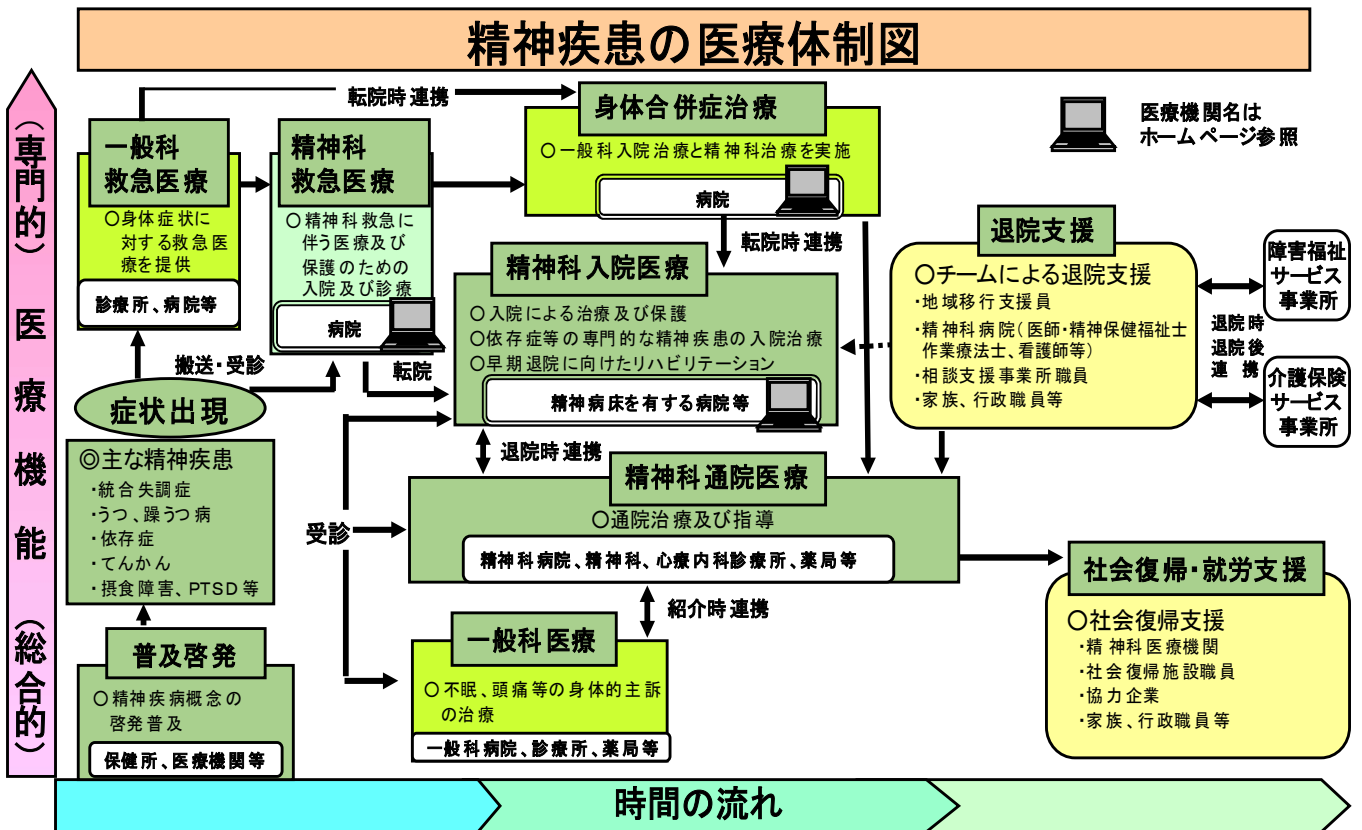 精神疾患の医療体制図
(専門的) 医療機能 (総合的)
転院時連携
医療機関名は
ホームページ参照
一般科
救急医療
○身体症状に
対する救急医
療を提供
診療所、病院等
精神科
救急医療
○精神科救急に
伴う医療及び
保護のための
入院及び診療
病院
身体合併症治療
○一般科入院治療と精神科治療を実施
病院
転院時連携
精神科入院医療
○入院による治療及び保護
○依存症等の専門的な精神疾患の入院治療
○早期退院に向けたリハビリテーション
精神病床を有する病院等
退院支援
○チームによる退院支援
・地域移行支援員
・精神科病院(医師・精神保健福祉士
作業療法士、看護師等)
・相談支援事業所職員
・家族、行政職員等
障害福祉
サービス
事業所
退院時
退院後
連携
介護保険
サービス
事業所
搬送・受診
転院
症状出現
◎主な精神疾患
・統合失調症
・うつ、躁うつ病
・依存症
・てんかん
・摂食障害、PTSD等
退院時連携
精神科通院医療
○通院治療及び指導
精神科病院、精神科、心療内科診療所、薬局等
受診
紹介時連携
普及啓発
○精神疾病概念の
啓発普及
保健所、医療機関等
一般科医療
○不眠、頭痛等の身体的主訴
の治療
一般科病院、診療所、薬局等
社会復帰・就労支援
○社会復帰支援
・精神科医療機関
・社会復帰施設職員
・協力企業
・家族、行政職員等
時間の流れ